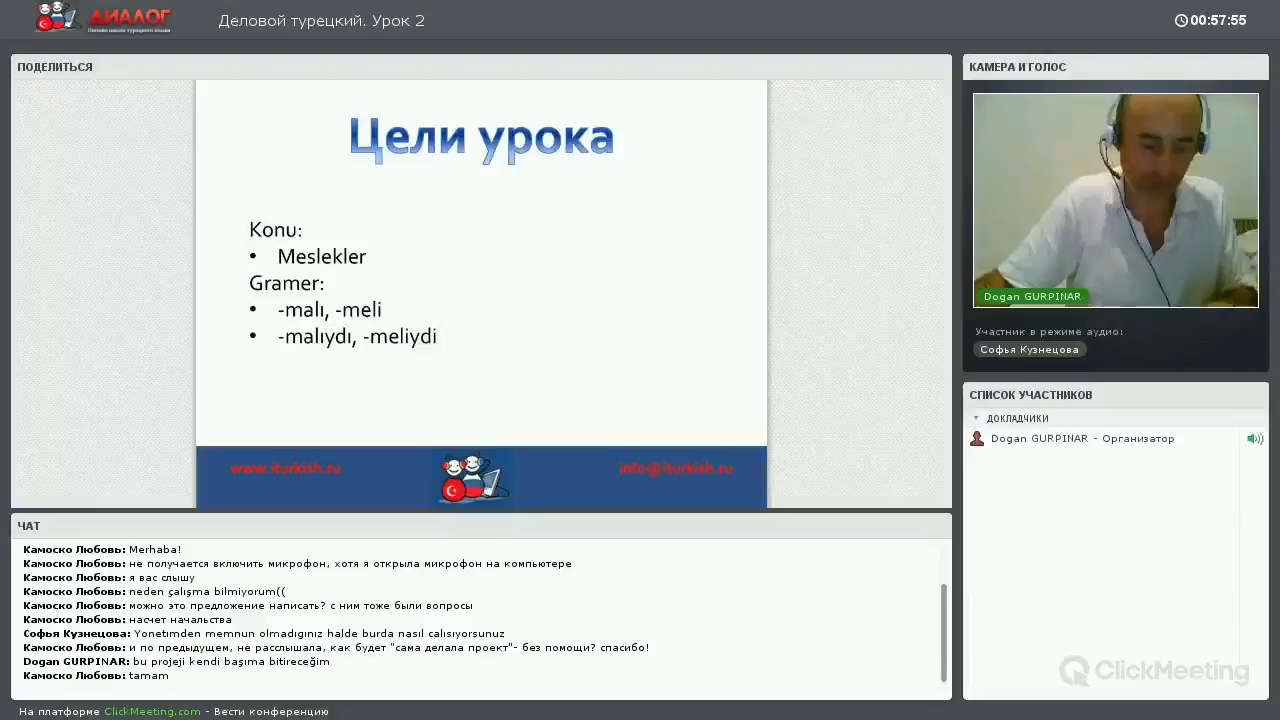 ДИАЛОГ
Онлайн школа турецкого языка
Деловой турецкий. Урок 2
00:57:55
ПОДЕЛИТЬСЯ
Цели урока
Konu:
• Meslekler
Gramer:
• -malı, -meli
• -malıydı, -meliydi
www.iturkish.ru
info@iturkish.ru
КАМЕРА И ГОЛОС
Dogan GURPINAR
Участник в режиме аудио:
Софья Кузнецова
СПИСОК УЧАСТНИКОВ
ДОКЛАДЧИКИ
Dogan GURPINAR - Организатор
ClickMeeting
ЧАТ
Камоско Любовь: Merhaba!
Камоско Любовь: не получается включить микрофон, хотя я открыла микрофон на компьютере
Камоско Любовь: я вас слышу
Камоско Любовь: neden çalışma bilmiyorum((
Камоско Любовь: можно это предложение написать? с ним тоже были вопросы
Камоско Любовь: насчет начальства
Софья Кузнецова: Yonetımden memnun olmadıgınız halde burda nasıl calısıyorsunuz
Камоско Любовь: и по предыдущем, не расслышала, как будет "сама делала проект"- без помощи? спасибо!
Dogan GURPINAR: bu projeji kendi başıma bitireceğim
Камоско Любовь: tamam
На платформе ClickMeeting.com - Вести конференцию